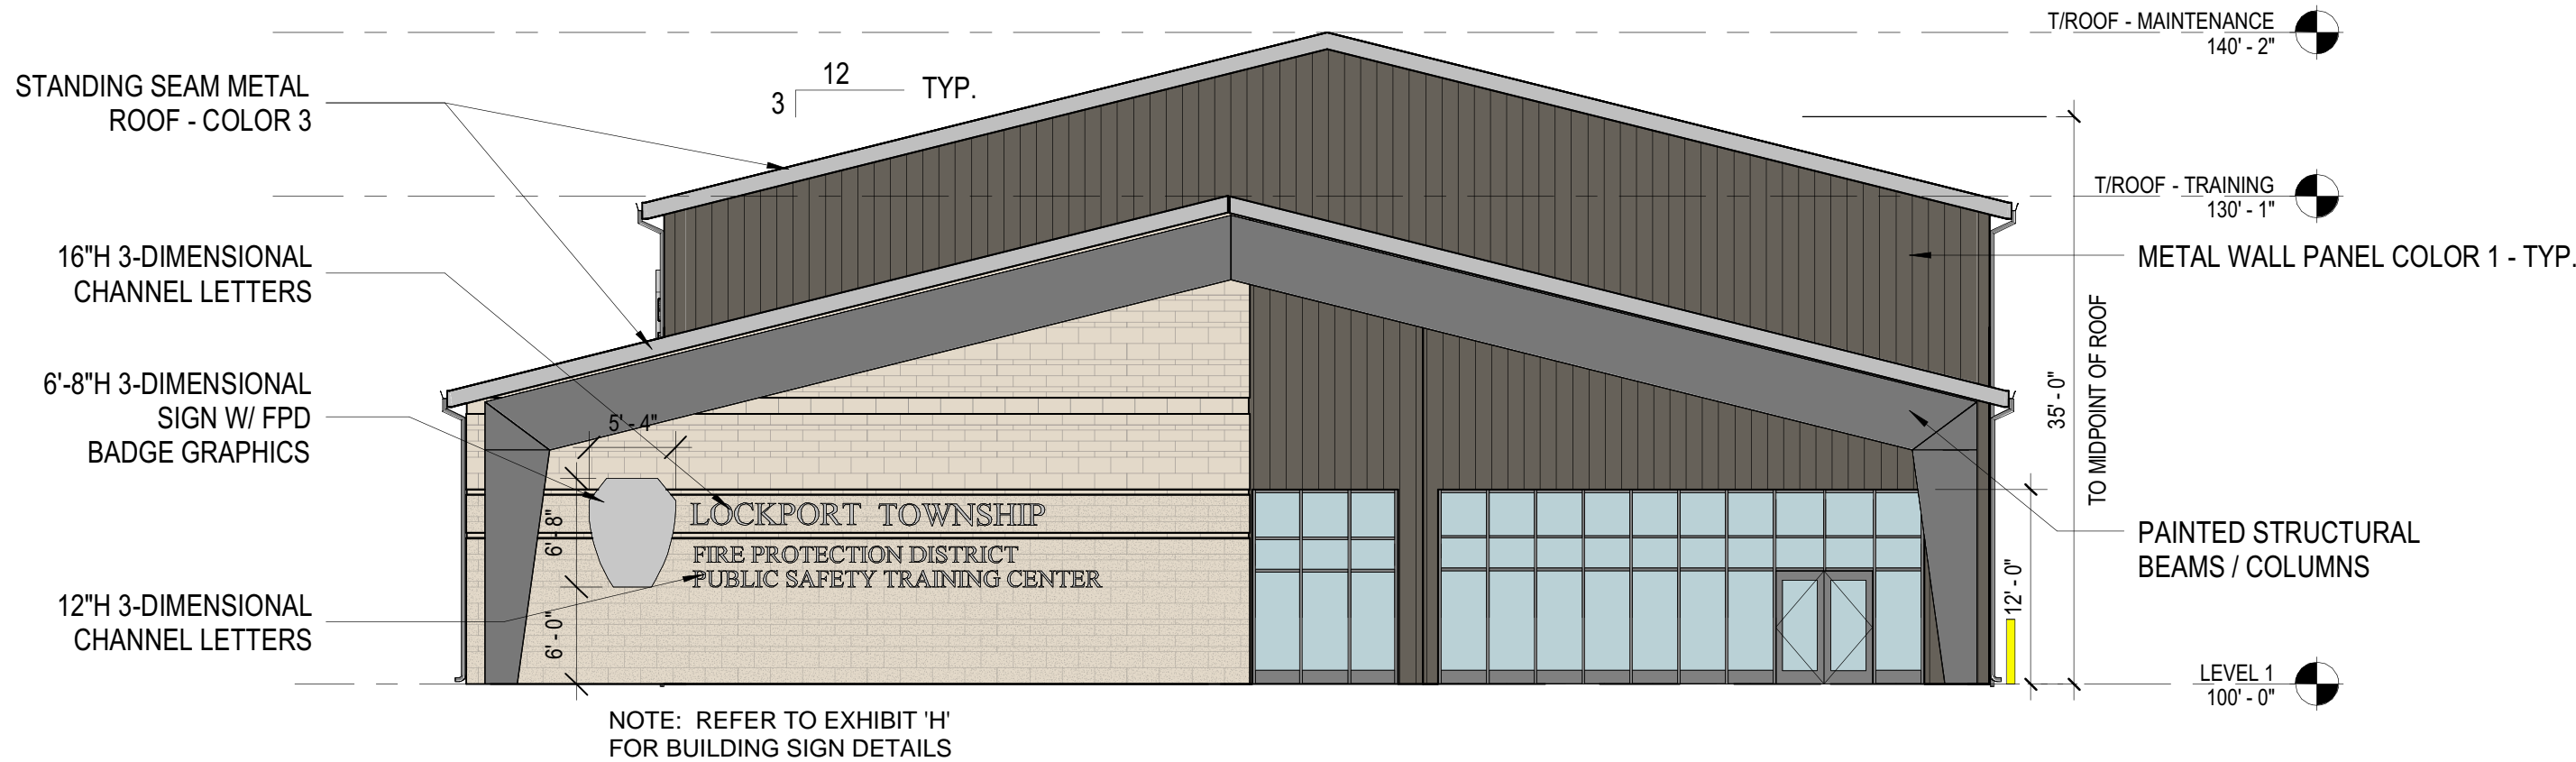 T/ROOF - MAINTENANCE
140' - 2"
STANDING SEAM METAL
ROOF - COLOR 3
12
3
TYP.
T/ROOF - TRAINING
130' - 1"
16"H 3-DIMENSIONAL
CHANNEL LETTERS
METAL WALL PANEL COLOR 1 - TYP.
35' - 0"
TO MIDPOINT OF ROOF
6'-8"H 3-DIMENSIONAL
SIGN W/ FPD
BADGE GRAPHICS
5' - 4"
6' - 8"
LOCKPORT TOWNSHIP
FIRE PROTECTION DISTRICT
PUBLIC SAFETY TRAINING CENTER
PAINTED STRUCTURAL
BEAMS / COLUMNS
12' - 0"
12"H 3-DIMENSIONAL
CHANNEL LETTERS
6' - 0"
LEVEL 1
100' - 0"
NOTE: REFER TO EXHIBIT 'H'
FOR BUILDING SIGN DETAILS